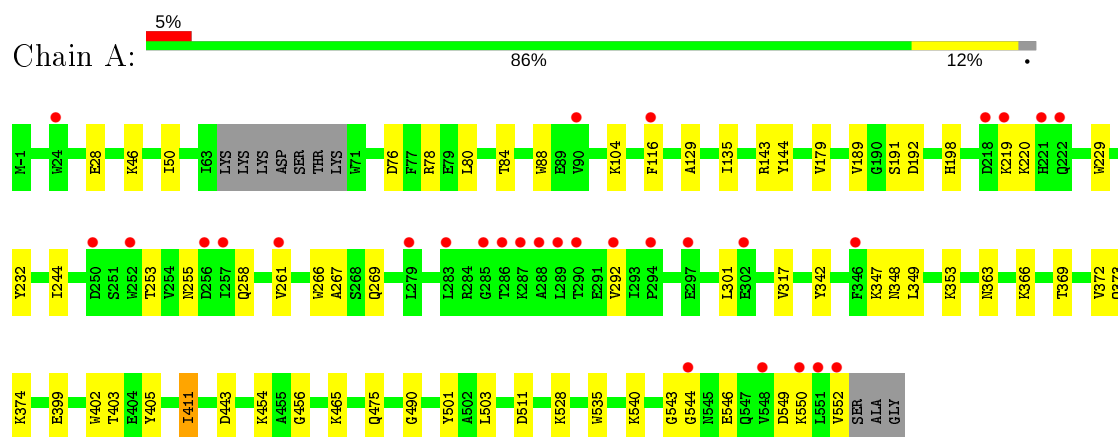 5%
Chain A:
86% 12% •
M-1 W24 E28 K46 I50 I63 LYS LYS LYS ASP SER THR LYS W71 D76 F77 R78 E79 L80 T84 W88 E89 V90 K104 F116 A129 I135 R143 Y144 V179 V189 G190 S191 D192 H198 D218 K219 K220 H221 Q222 W229
Y232 I244 D250 S251 W252 T253 V254 N255 D256 I257 Q258 V261 W266 A267 S268 Q269 L279 L283 R284 G285 T286 K287 A288 L289 T290 E291 V292 I293 P294 E297 L301 E302 V317 Y342 F346 K347 N348 L349 K353 N363 K366 T369 V372
K374 E399 W402 T403 E404 Y405 I411 D443 K454 A455 G456 K465 Q475 G490 Y501 A502 L503 D511 K528 W535 K540 G543 G544 N545 E546 Q547 V548 D549 K550 L551 V552 SER ALA GLY